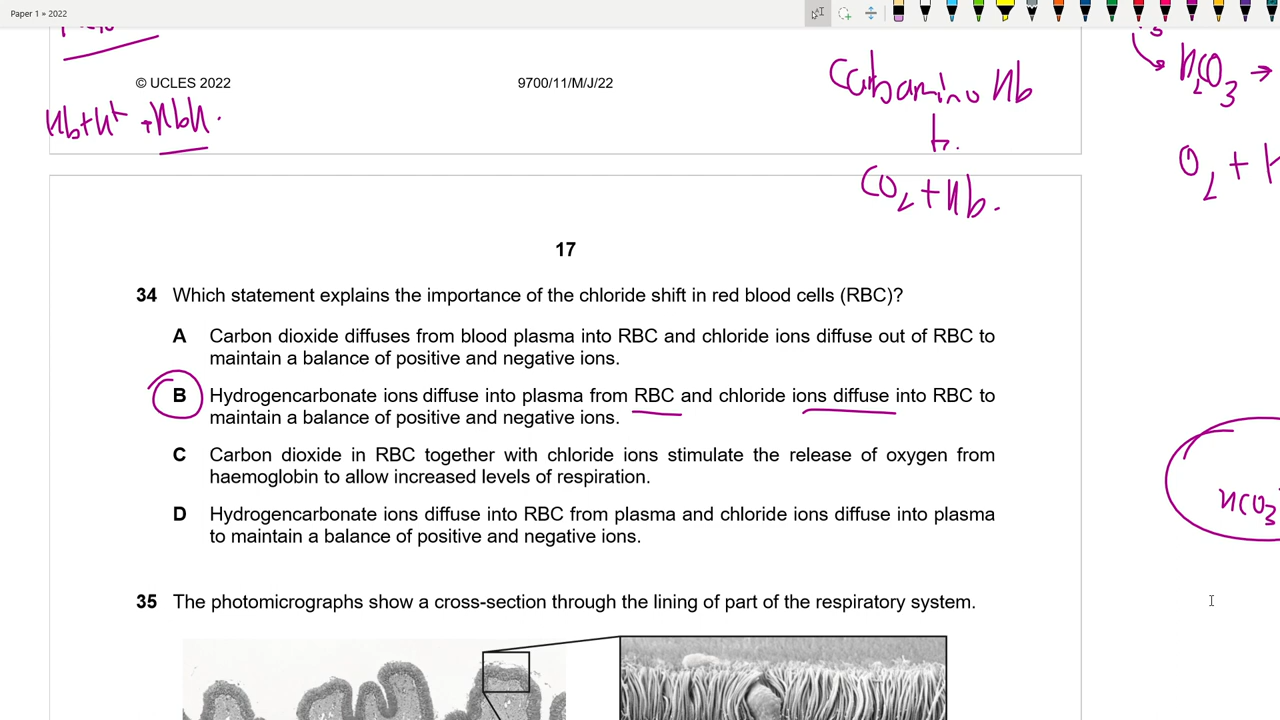 Paper 1 » 2022
© UCLES 2022
9700/11/M/J/22
Carbamino Hb
H2CO3 →
Hb+H+ → HbH.
O2 +
CO2 + Hb.
17
34 Which statement explains the importance of the chloride shift in red blood cells (RBC)?
A Carbon dioxide diffuses from blood plasma into RBC and chloride ions diffuse out of RBC to
maintain a balance of positive and negative ions.
B Hydrogencarbonate ions diffuse into plasma from RBC and chloride ions diffuse into RBC to
maintain a balance of positive and negative ions.
C Carbon dioxide in RBC together with chloride ions stimulate the release of oxygen from
haemoglobin to allow increased levels of respiration.
D Hydrogencarbonate ions diffuse into RBC from plasma and chloride ions diffuse into plasma
to maintain a balance of positive and negative ions.
HCO3
35 The photomicrographs show a cross-section through the lining of part of the respiratory system.